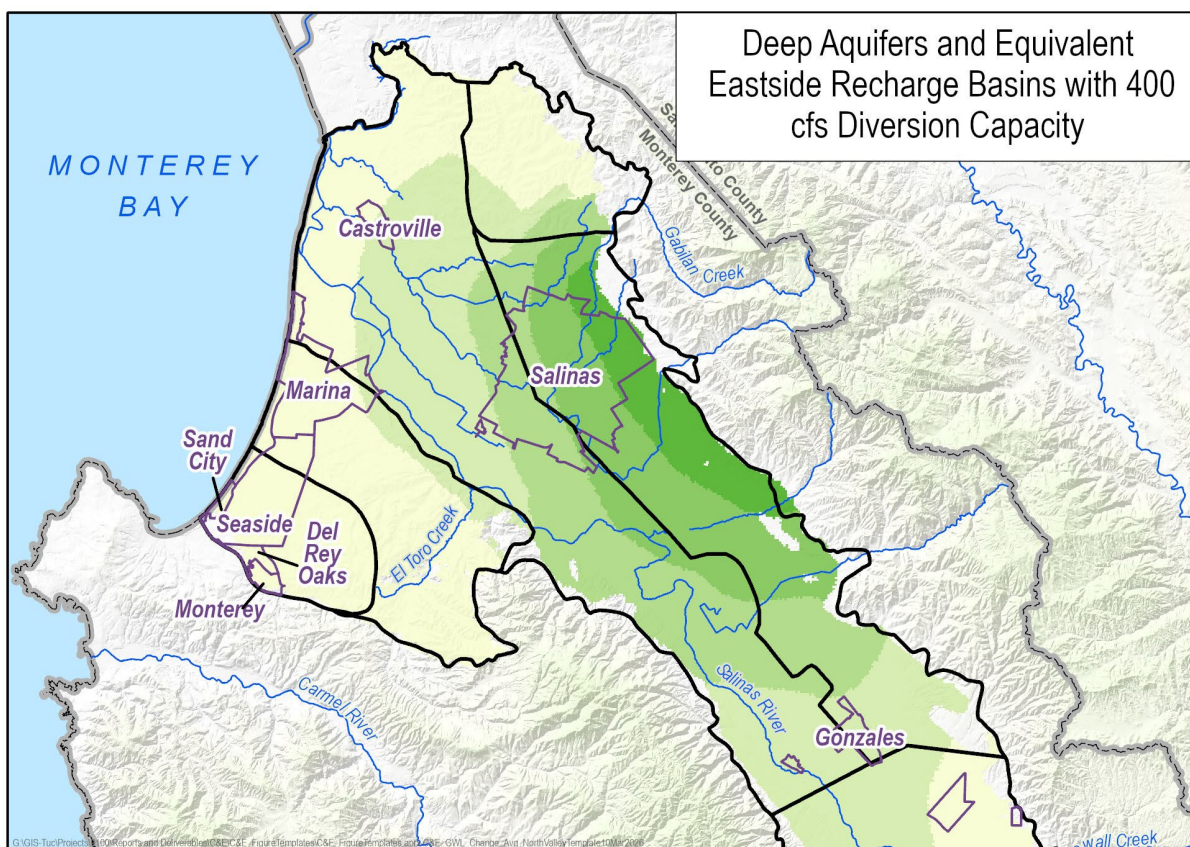 Deep Aquifers and Equivalent
Eastside Recharge Basins with 400
cfs Diversion Capacity
MONTEREY
BAY
Monterey County
Castroville
Gabilan Creek
Salinas
Marina
Sand
City
Seaside
Del
Rey
Oaks
Monterey
El Toro Creek
Carmel River
Salinas River
Gonzales
Creek